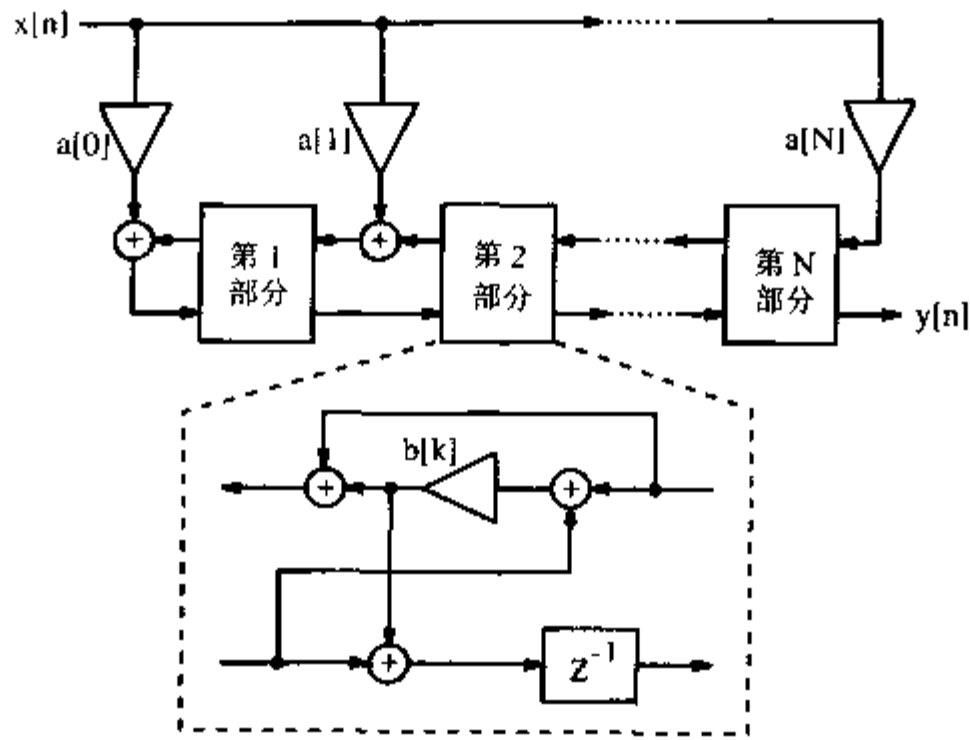 x[n]
a[0]
a[1]
a[N]
第 1
部分
第 2
部分
第 N
部分
y[n]
b[k]
z⁻¹